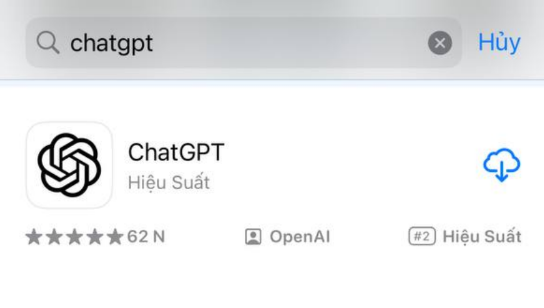 chatgpt Hủy
ChatGPT
Hiệu Suất
62 N OpenAI #2 Hiệu Suất